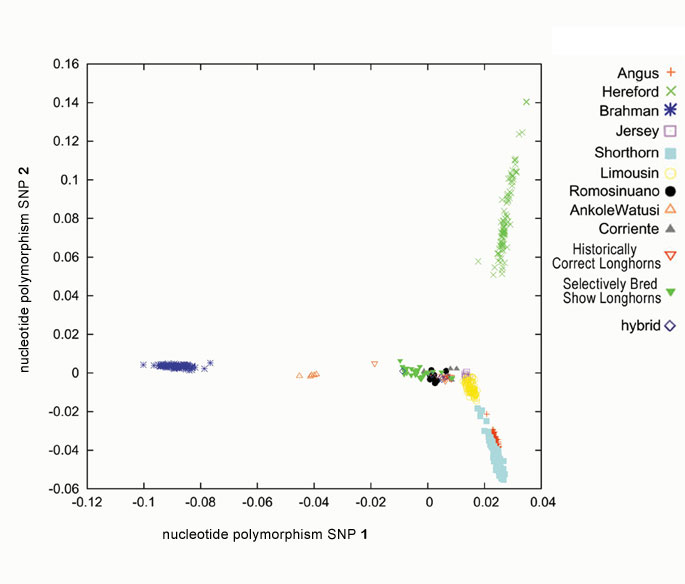 0.16
0.14
0.12
0.1
0.08
0.06
0.04
0.02
0
-0.02
-0.04
-0.06
-0.12
-0.1
-0.08
-0.06
-0.04
-0.02
0
0.02
0.04
nucleotide polymorphism SNP 2
nucleotide polymorphism SNP 1
Angus
Hereford
Brahman
Jersey
Shorthorn
Limousin
Romosinuano
AnkoleWatusi
Corriente
Historically
Correct Longhorns
Selectively Bred
Show Longhorns
hybrid